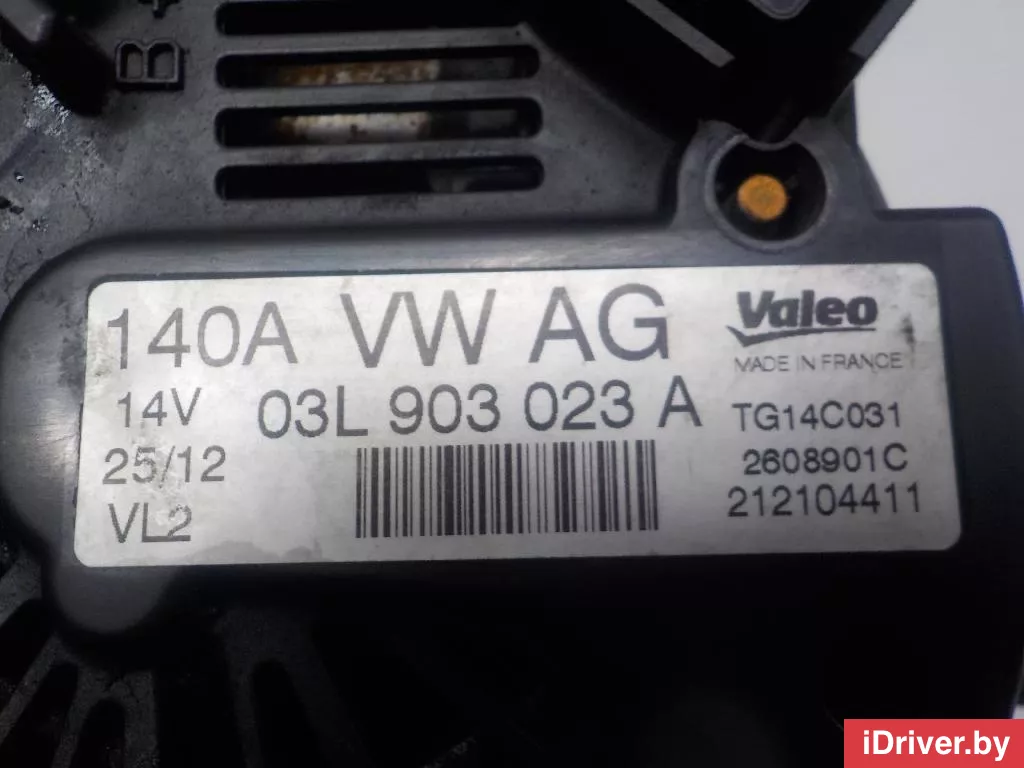 B+
140A VW AG
14V 03L 903 023 A
25/12
VL2
Valeo
MADE IN FRANCE
TG14C031
2608901C
212104411
iDriver.by